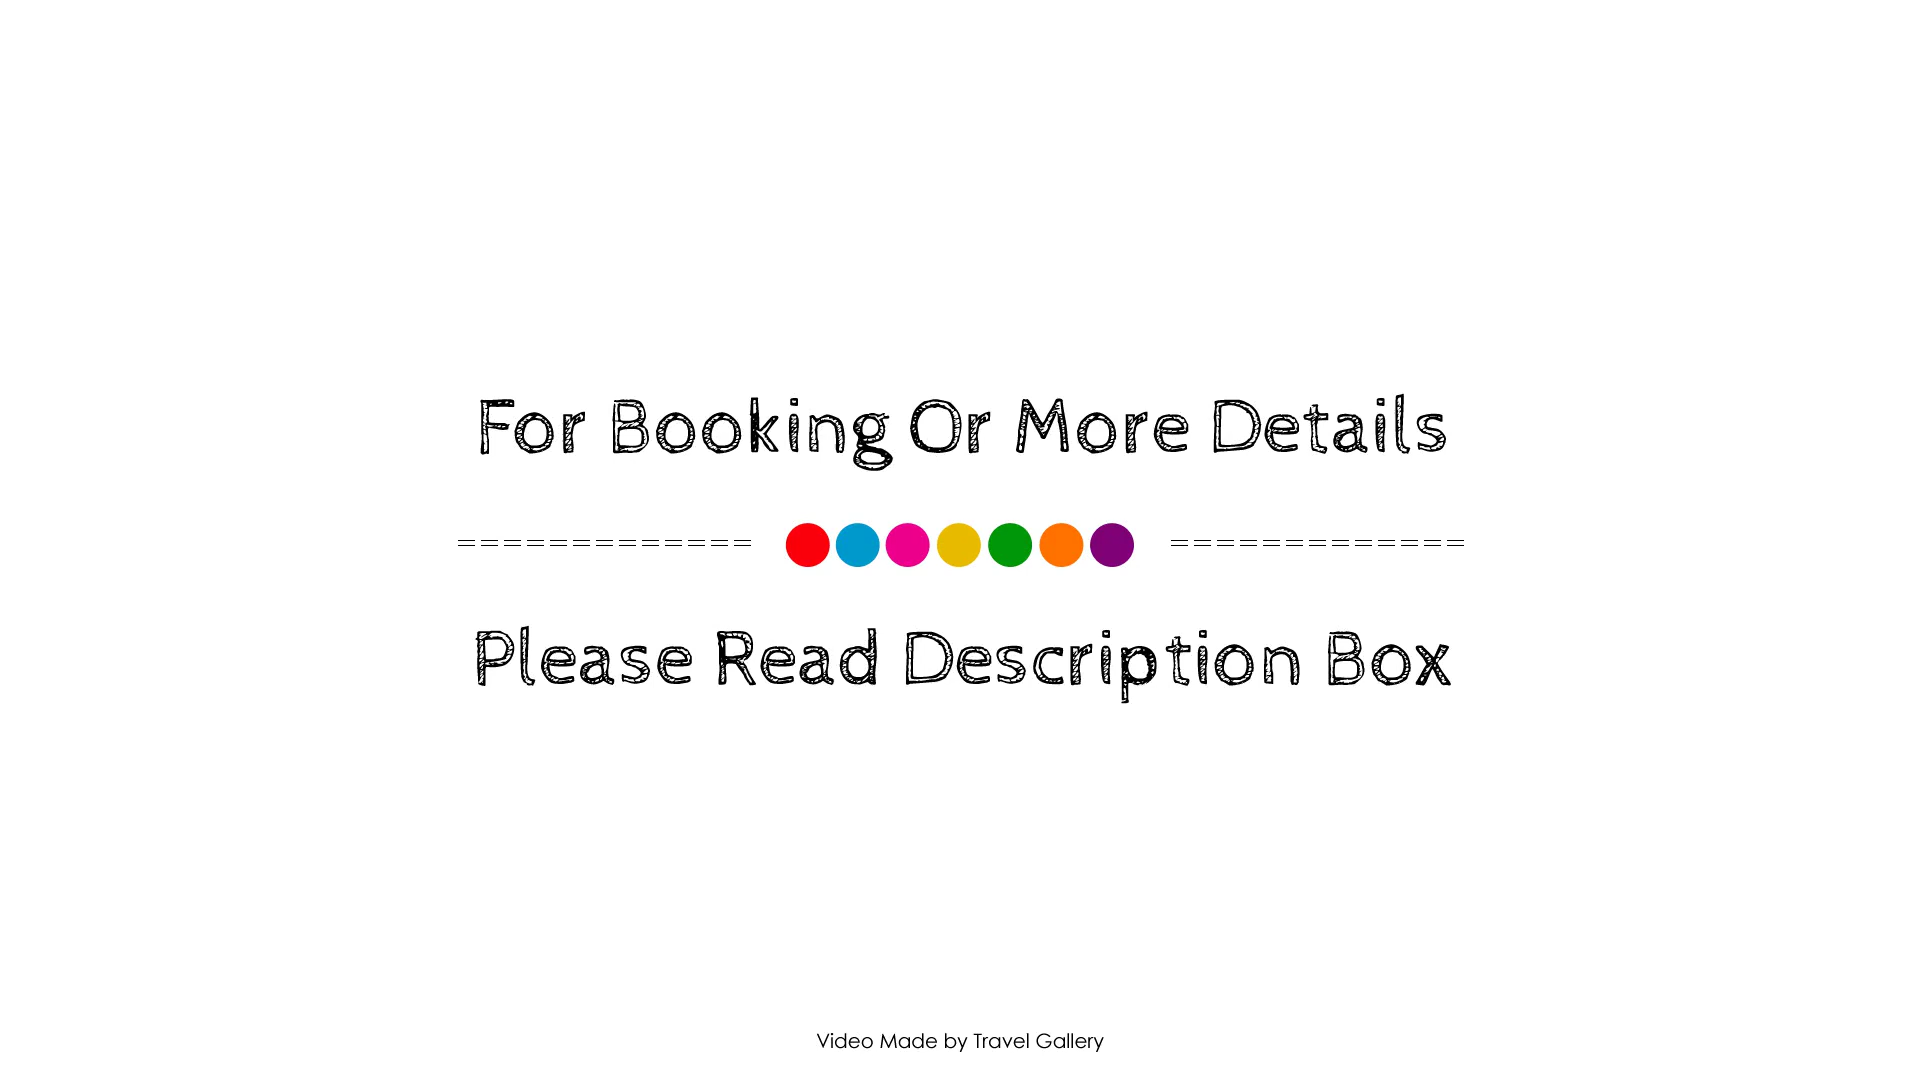 For Booking Or More Details
============= =============
Please Read Description Box
Video Made by Travel Gallery